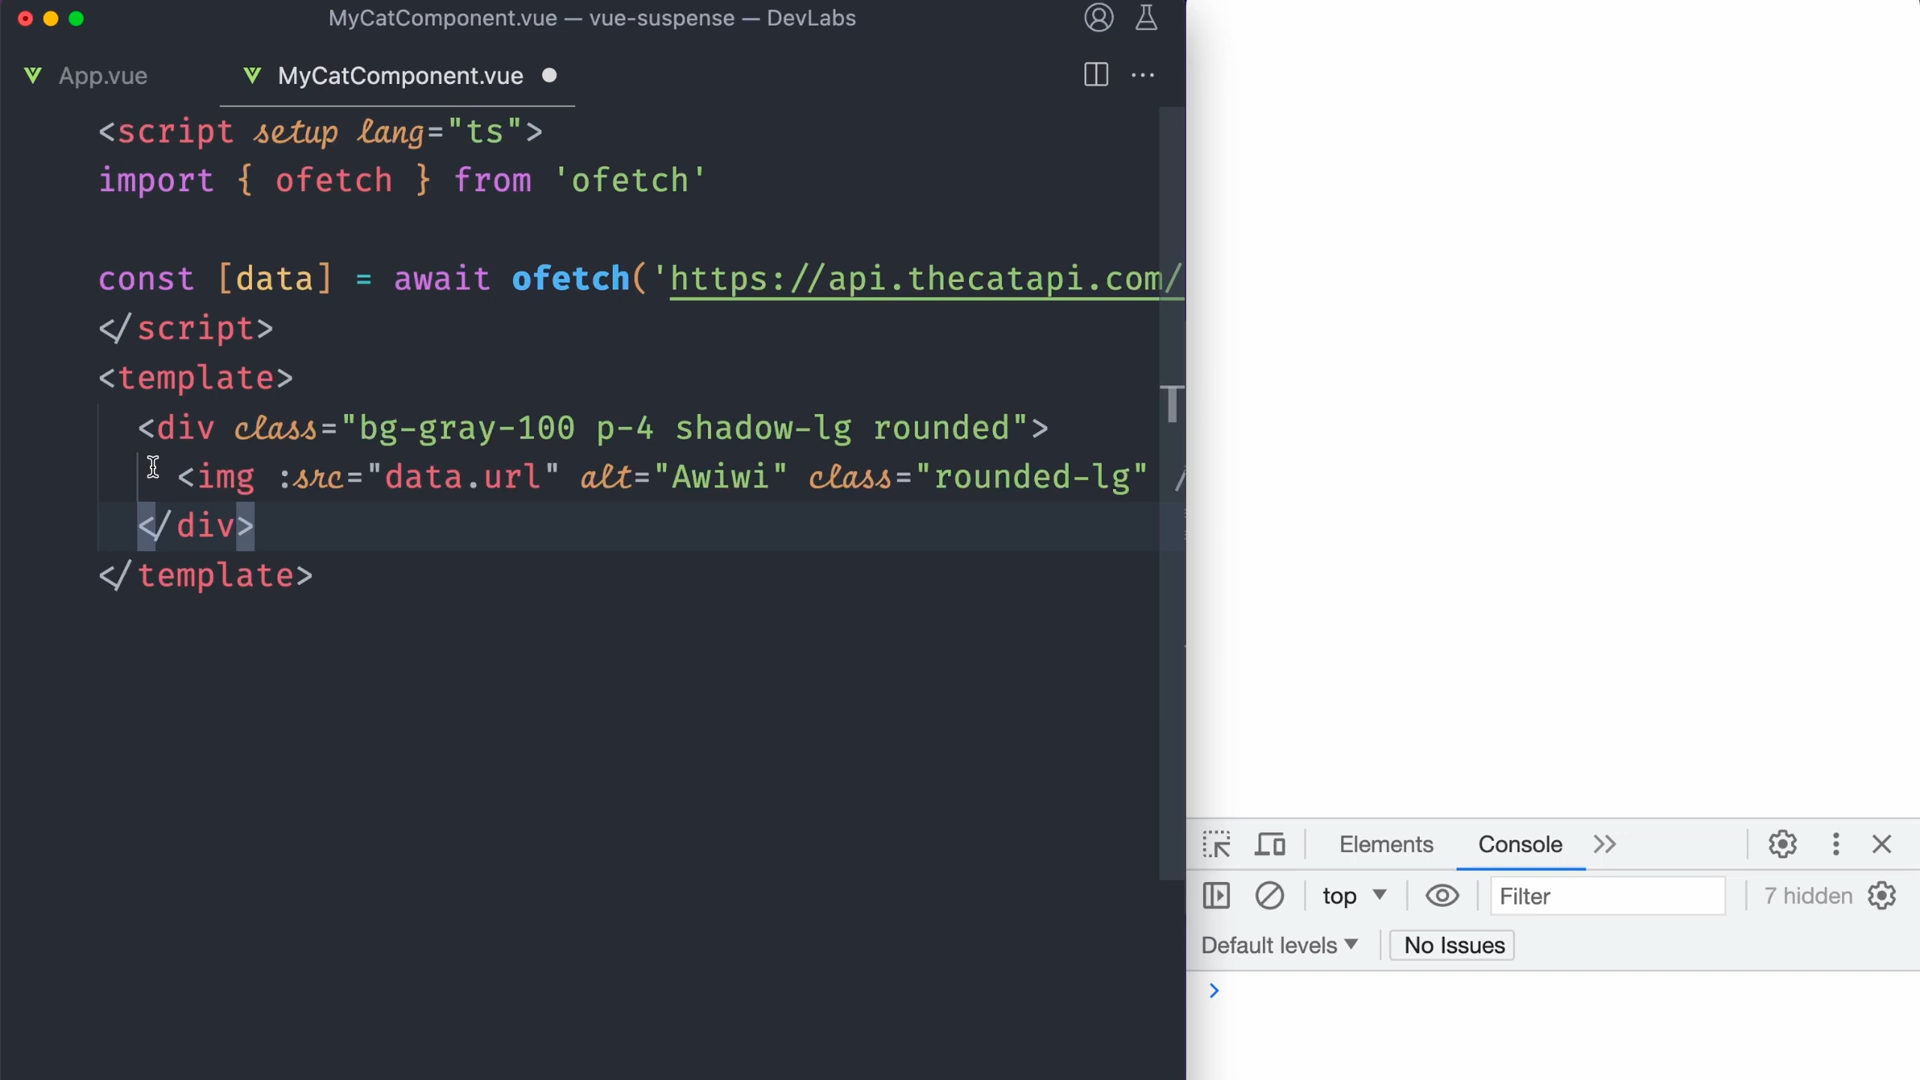 MyCatComponent.vue — vue-suspense — DevLabs
App.vue
MyCatComponent.vue
<script setup lang="ts">
import { ofetch } from 'ofetch'
const [data] = await ofetch('https://api.thecatapi.com/
</script>
<template>
<div class="bg-gray-100 p-4 shadow-lg rounded">
<img :src="data.url" alt="Awiwi" class="rounded-lg" /
</div>
</template>
T
Elements
Console
top
Filter
7 hidden
Default levels
No Issues